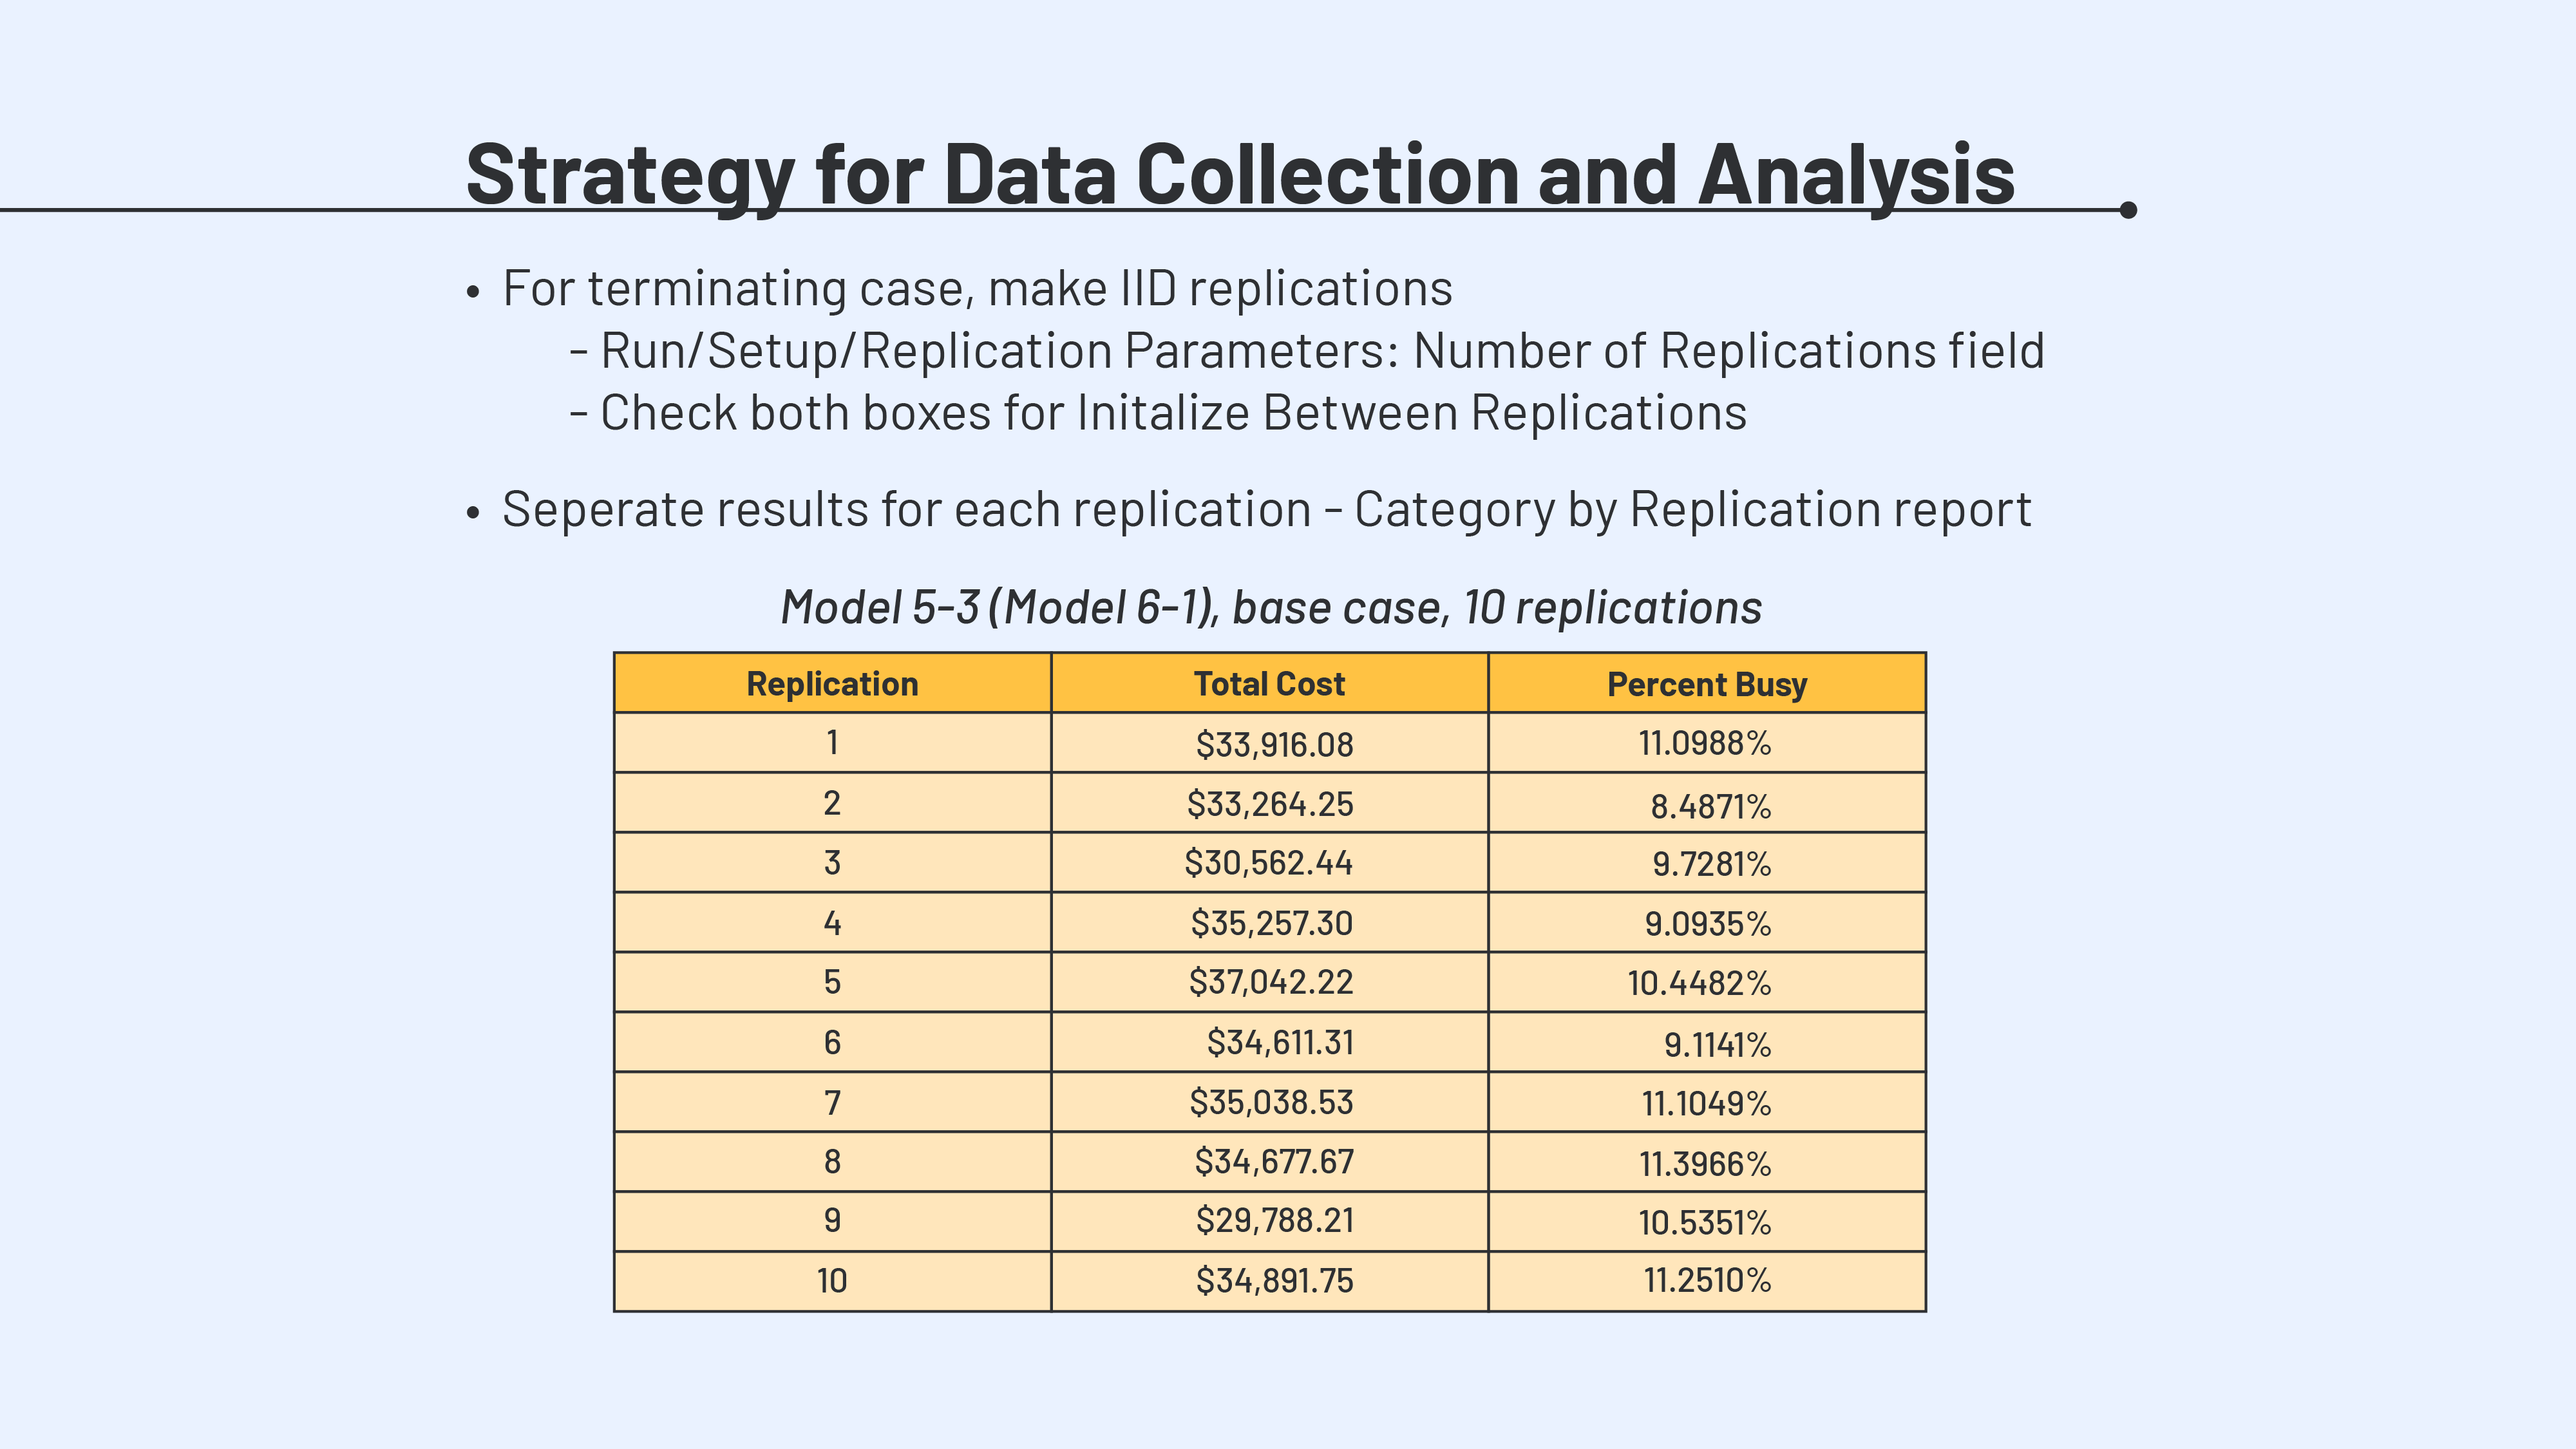 Strategy for Data Collection and Analysis
• For terminating case, make IID replications
- Run/Setup/Replication Parameters: Number of Replications field
- Check both boxes for Initalize Between Replications
• Seperate results for each replication - Category by Replication report
Model 5-3 (Model 6-1), base case, 10 replications
Replication Total Cost Percent Busy
1 $33,916.08 11.0988%
2 $33,264.25 8.4871%
3 $30,562.44 9.7281%
4 $35,257.30 9.0935%
5 $37,042.22 10.4482%
6 $34,611.31 9.1141%
7 $35,038.53 11.1049%
8 $34,677.67 11.3966%
9 $29,788.21 10.5351%
10 $34,891.75 11.2510%